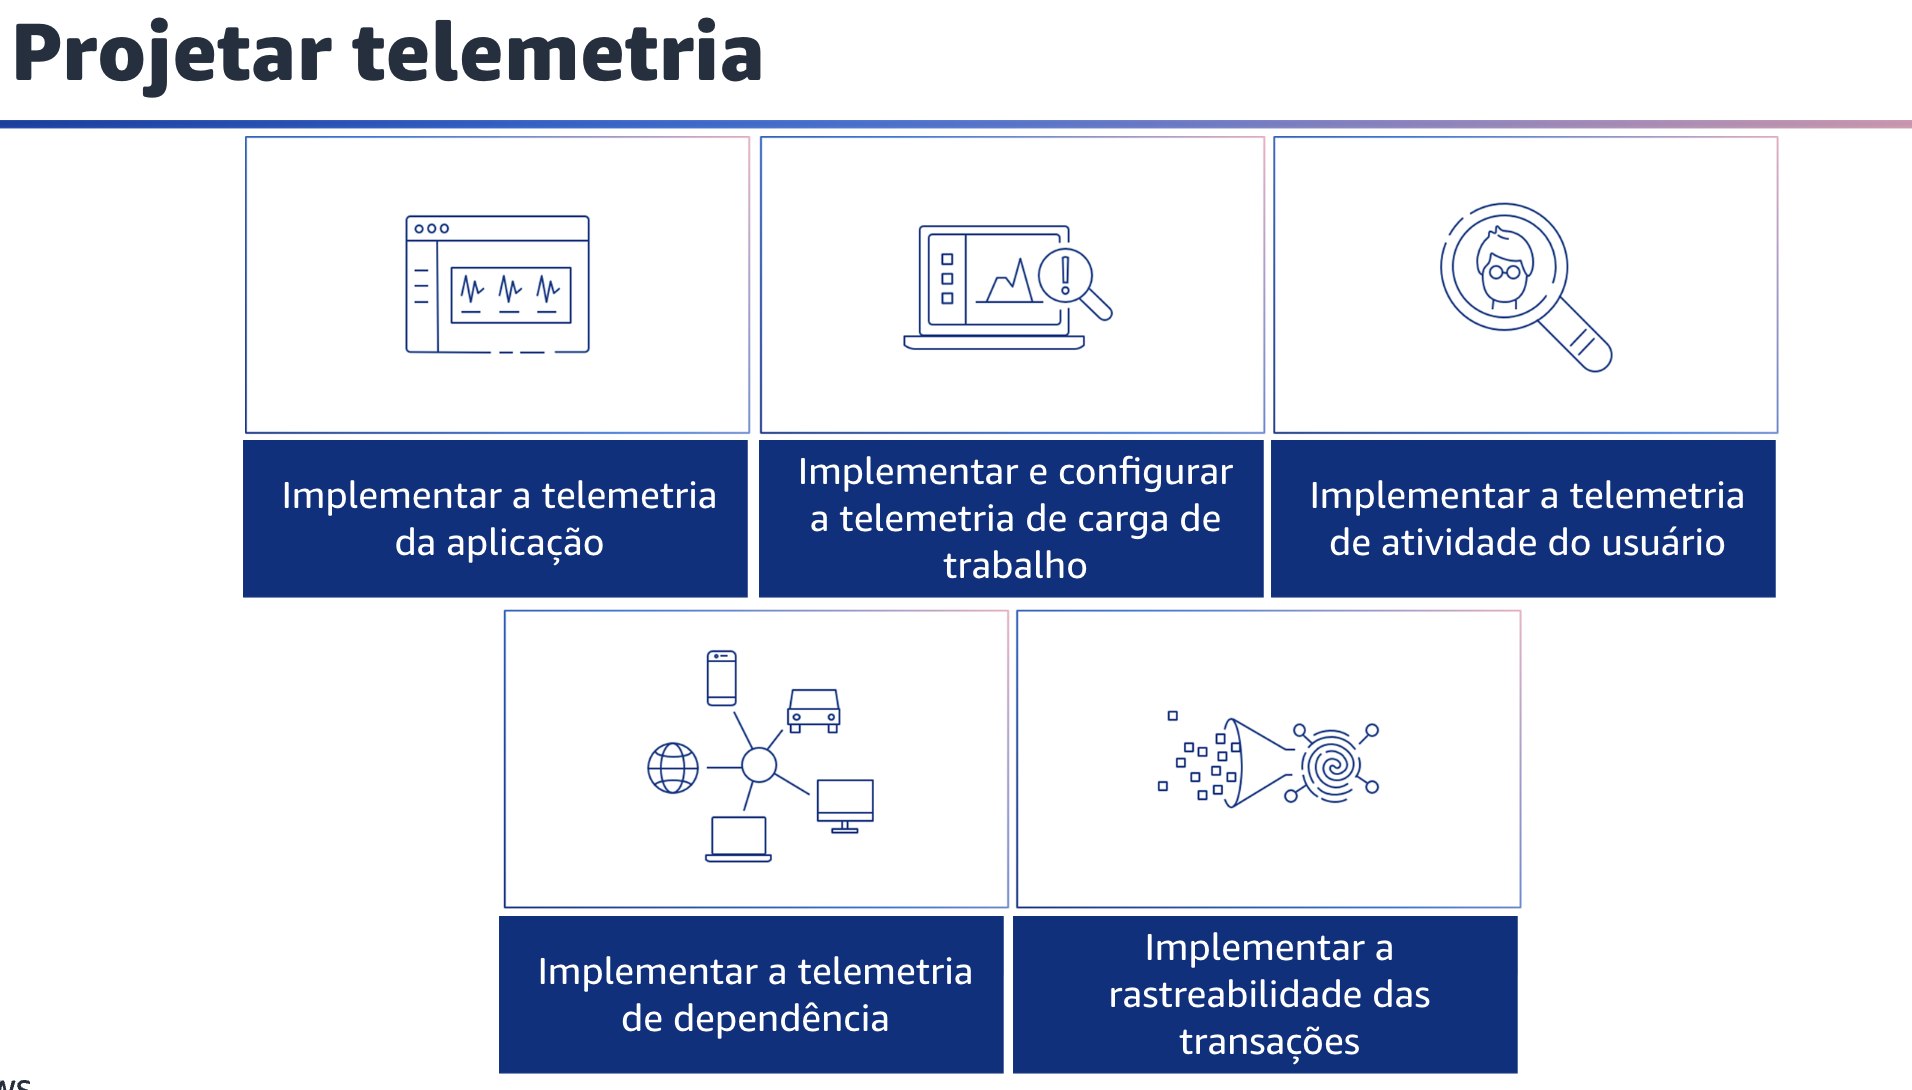 Projetar telemetria
Implementar a telemetria
da aplicação
Implementar e configurar
a telemetria de carga de
trabalho
Implementar a telemetria
de atividade do usuário
Implementar a telemetria
de dependência
Implementar a
rastreabilidade das
transações